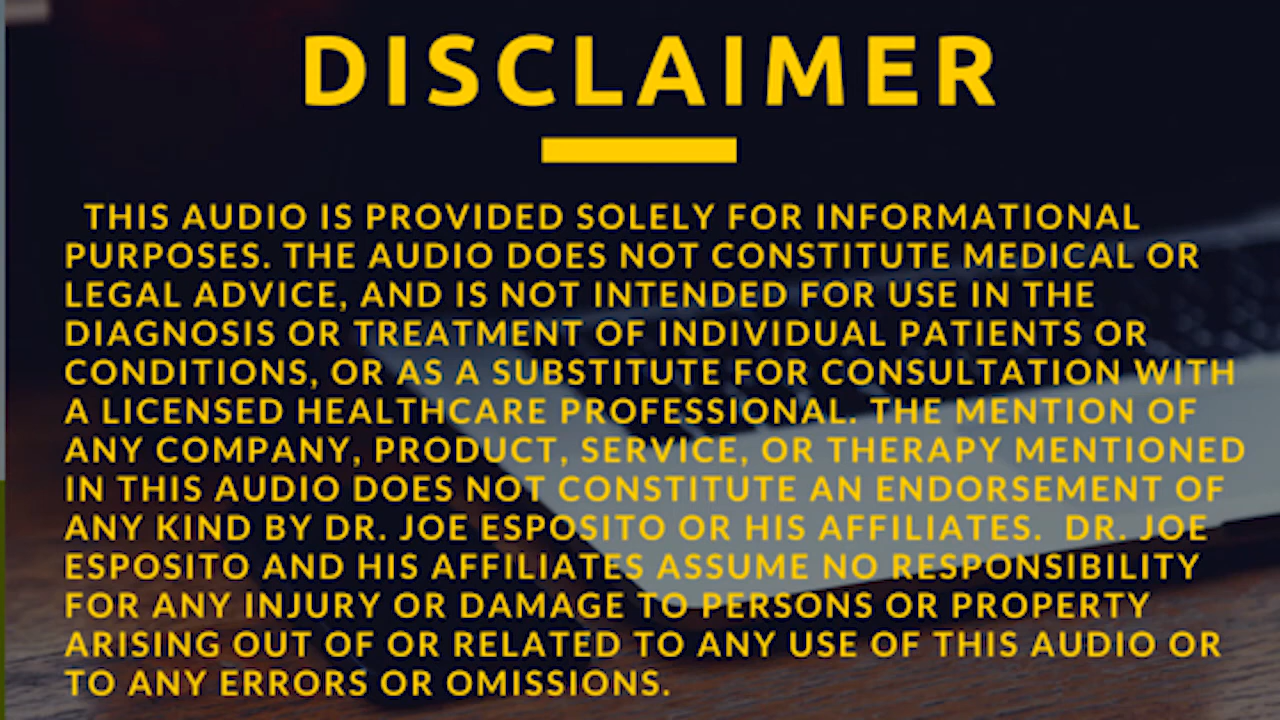 DISCLAIMER
THIS AUDIO IS PROVIDED SOLELY FOR INFORMATIONAL
PURPOSES. THE AUDIO DOES NOT CONSTITUTE MEDICAL OR
LEGAL ADVICE, AND IS NOT INTENDED FOR USE IN THE
DIAGNOSIS OR TREATMENT OF INDIVIDUAL PATIENTS OR
CONDITIONS, OR AS A SUBSTITUTE FOR CONSULTATION WITH
A LICENSED HEALTHCARE PROFESSIONAL. THE MENTION OF
ANY COMPANY, PRODUCT, SERVICE, OR THERAPY MENTIONED
IN THIS AUDIO DOES NOT CONSTITUTE AN ENDORSEMENT OF
ANY KIND BY DR. JOE ESPOSITO OR HIS AFFILIATES.  DR. JOE
ESPOSITO AND HIS AFFILIATES ASSUME NO RESPONSIBILITY
FOR ANY INJURY OR DAMAGE TO PERSONS OR PROPERTY
ARISING OUT OF OR RELATED TO ANY USE OF THIS AUDIO OR
TO ANY ERRORS OR OMISSIONS.